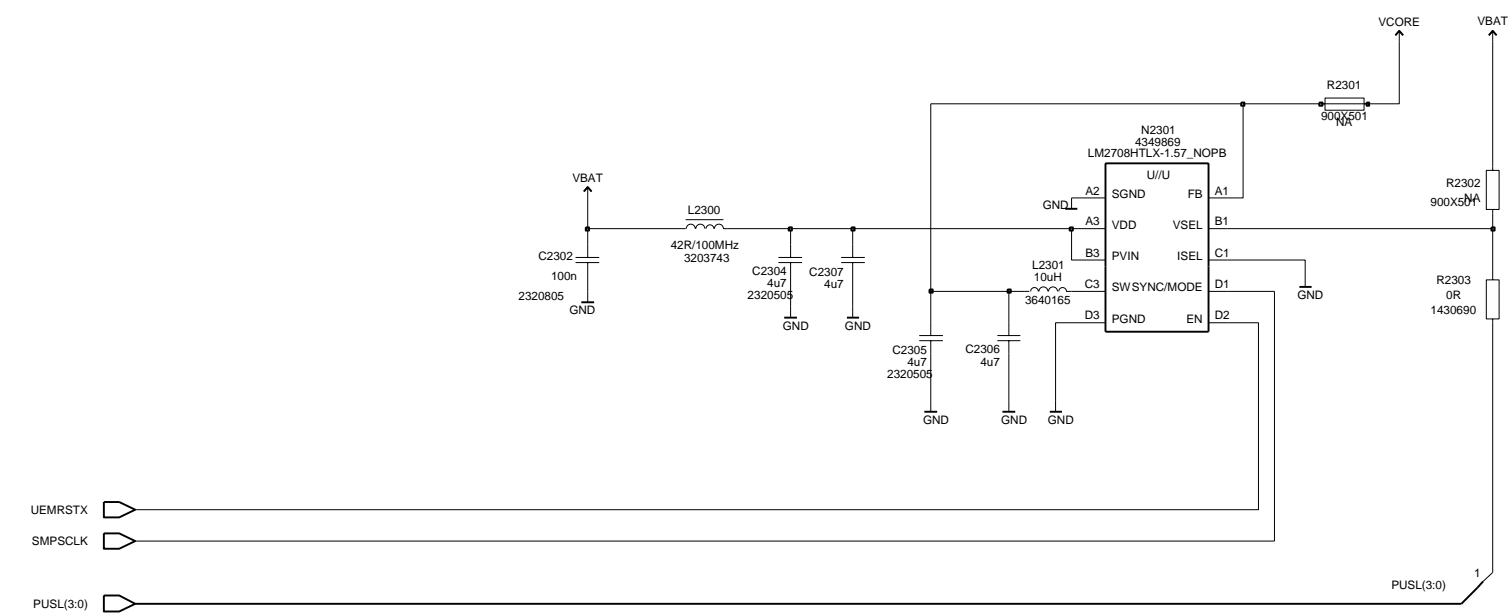 VCORE
VBAT
R2301
900X501
NA
N2301
4349869
LM2708HTLX-1.57_NOPB
U//U
VBAT
A2 SGND FB A1
GND
R2302
NA
900X501
L2300
A3 VDD VSEL B1
42R/100MHz
3203743
C2302
100n
2320805
GND
C2304
4u7
2320505
GND
C2307
4u7
GND
B3 PVIN ISEL C1
GND
L2301
10uH
3640165
C3 SW SYNC/MODE D1
R2303
0R
1430690
D3 PGND EN D2
C2305
4u7
2320505
GND
C2306
4u7
GND
GND
UEMRSTX
SMPSCLK
1
PUSL(3:0)
PUSL(3:0)